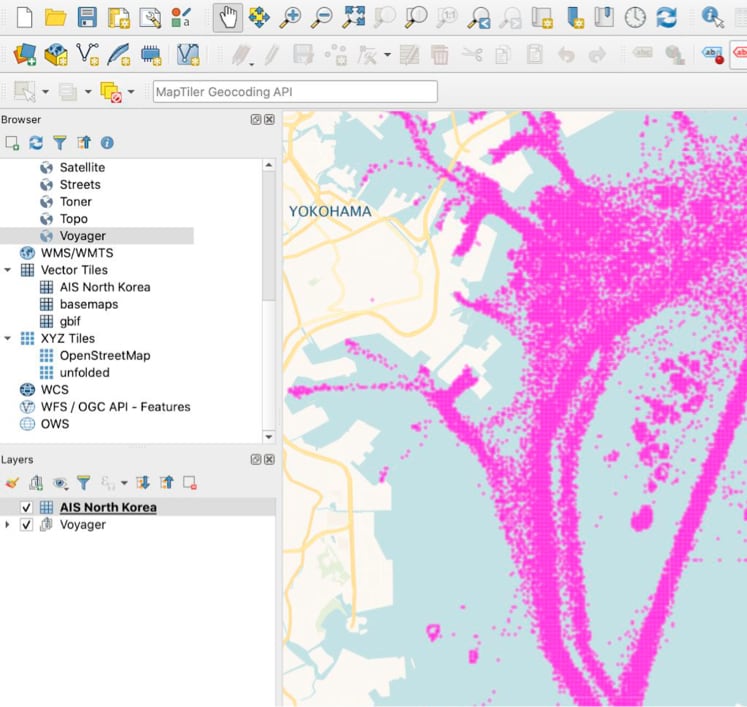 MapTiler Geocoding API
Browser
Satellite
Streets
Toner
Topo
Voyager
WMS/WMTS
Vector Tiles
AIS North Korea
basemaps
gbif
XYZ Tiles
OpenStreetMap
unfolded
WCS
WFS / OGC API - Features
OWS
Layers
AIS North Korea
Voyager
YOKOHAMA